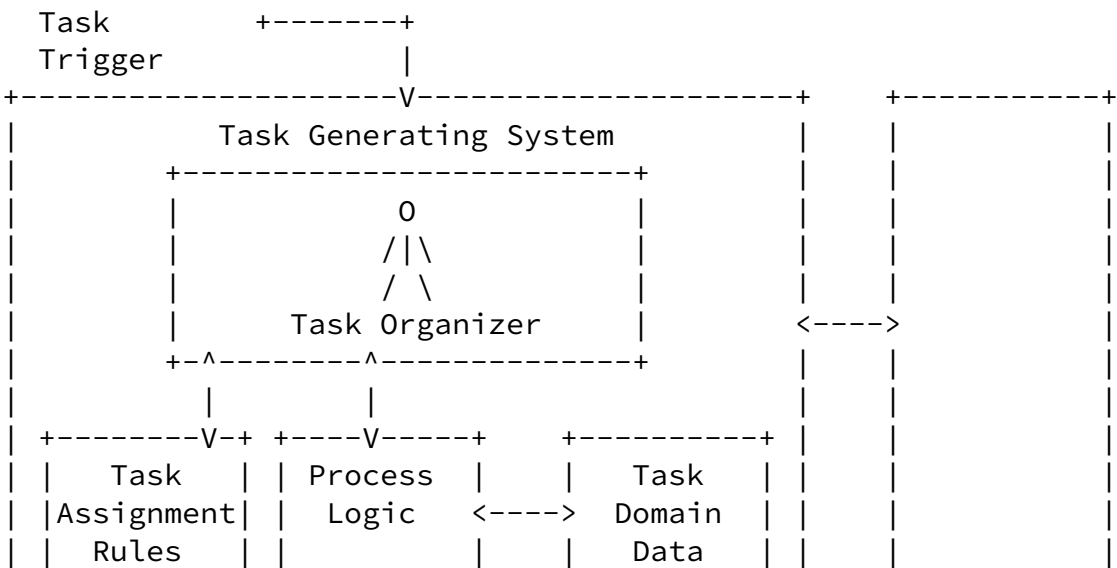 Task
Trigger
Task Generating System
O
/|\
/ \
Task Organizer
<---->
Task Process Task
Assignment Logic <----> Domain
Rules Data